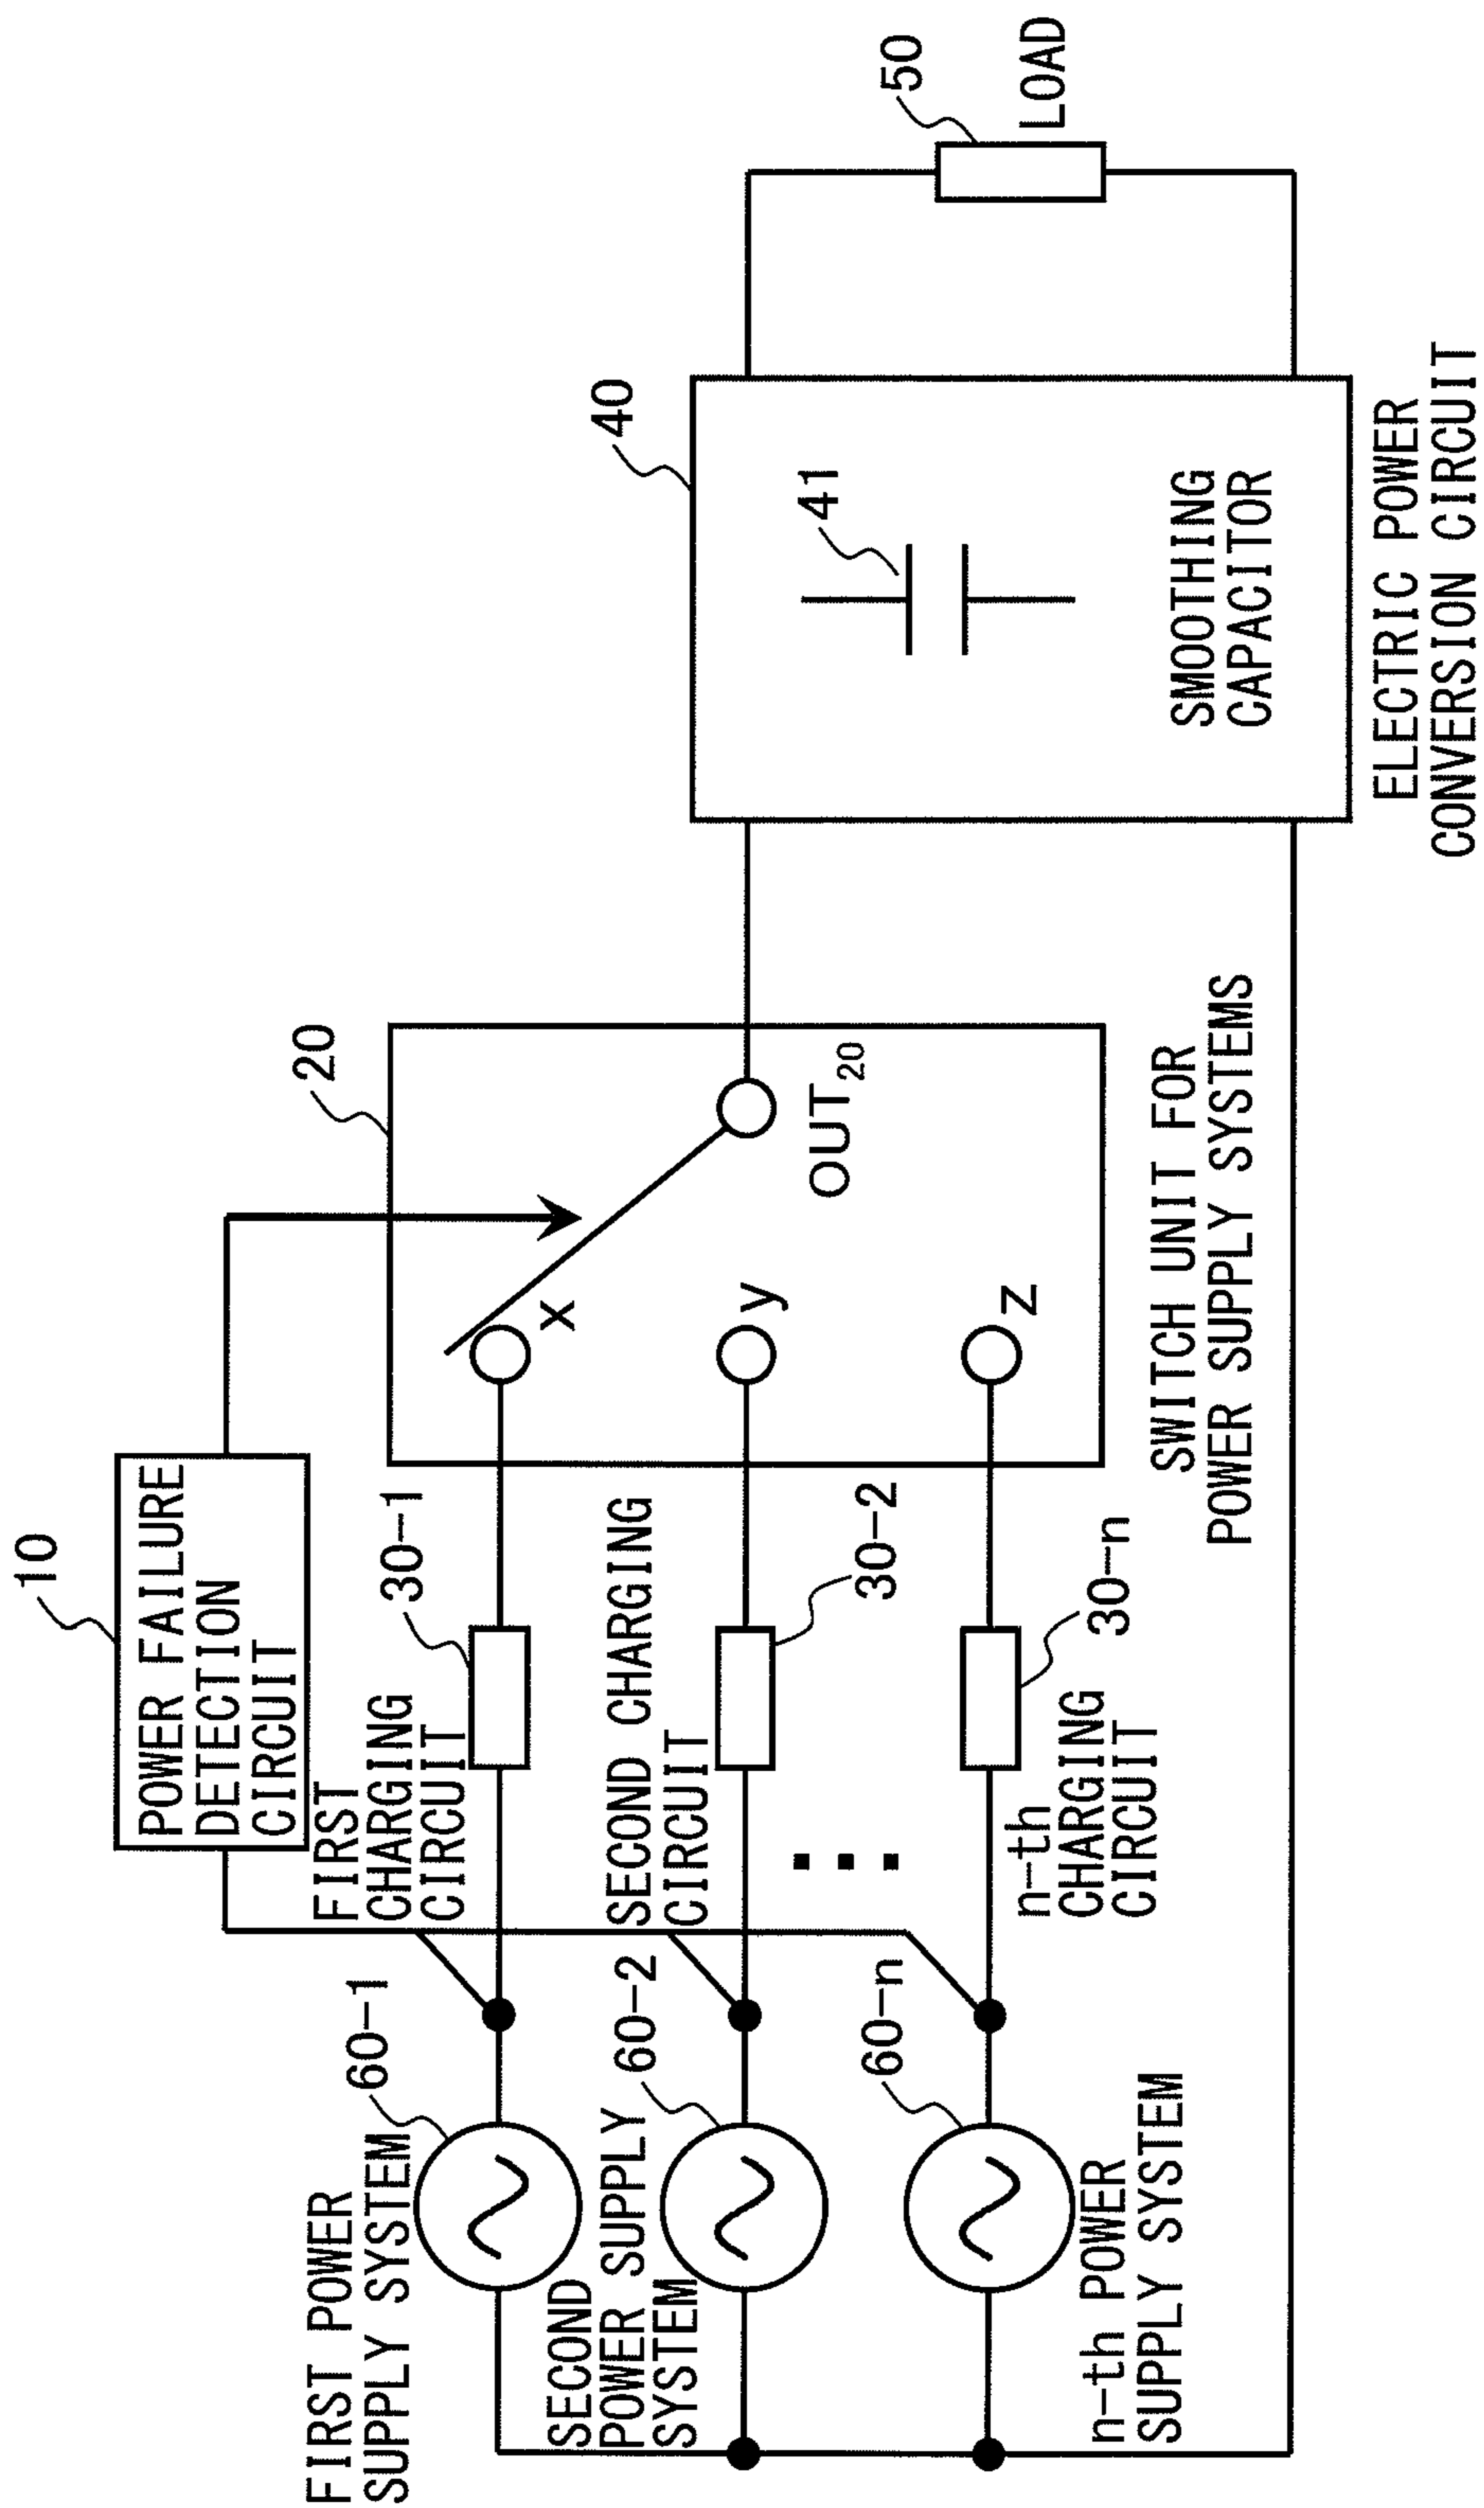 10
POWER FAILURE
DETECTION
CIRCUIT
20
40
50
LOAD
FIRST POWER
SUPPLY SYSTEM
60-1
FIRST
CHARGING
CIRCUIT
30-1
x
41
SECOND
POWER SUPPLY
SYSTEM
60-2
SECOND CHARGING
CIRCUIT
30-2
y
OUT20
60-n
n-th POWER
SUPPLY SYSTEM
n-th
CHARGING
CIRCUIT
30-n
z
SWITCH UNIT FOR
POWER SUPPLY SYSTEMS
SMOOTHING
CAPACITOR
ELECTRIC POWER
CONVERSION CIRCUIT